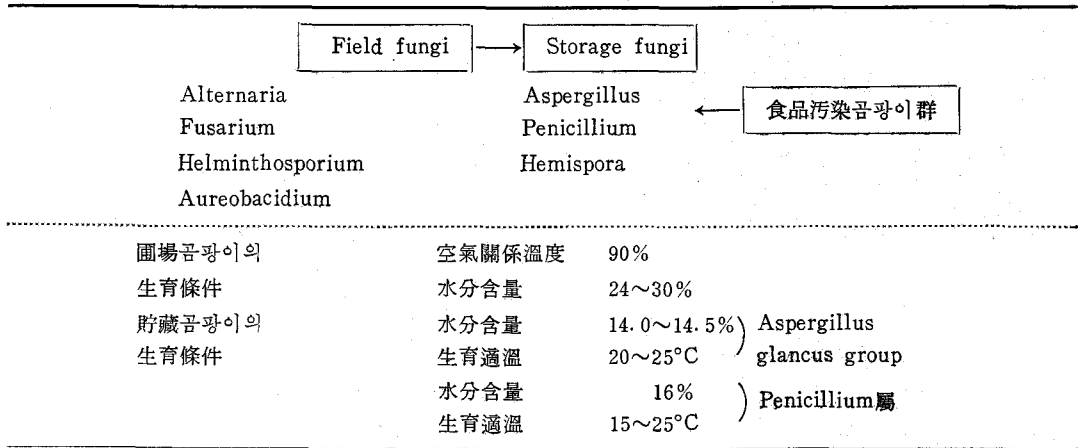 Field fungi → Storage fungi
Alternaria Aspergillus ← 食品汚染곰팡이群
Fusarium Penicillium
Helminthosporium Hemispora
Aureobacidium
圃場곰팡이의 空氣關係溫度 90%
生育條件 水分含量 24~30%
貯藏곰팡이의 水分含量 14.0~14.5% ) Aspergillus
生育條件 生育適溫 20~25°C glancus group
水分含量 16% ) Penicillium屬
生育適溫 15~25°C